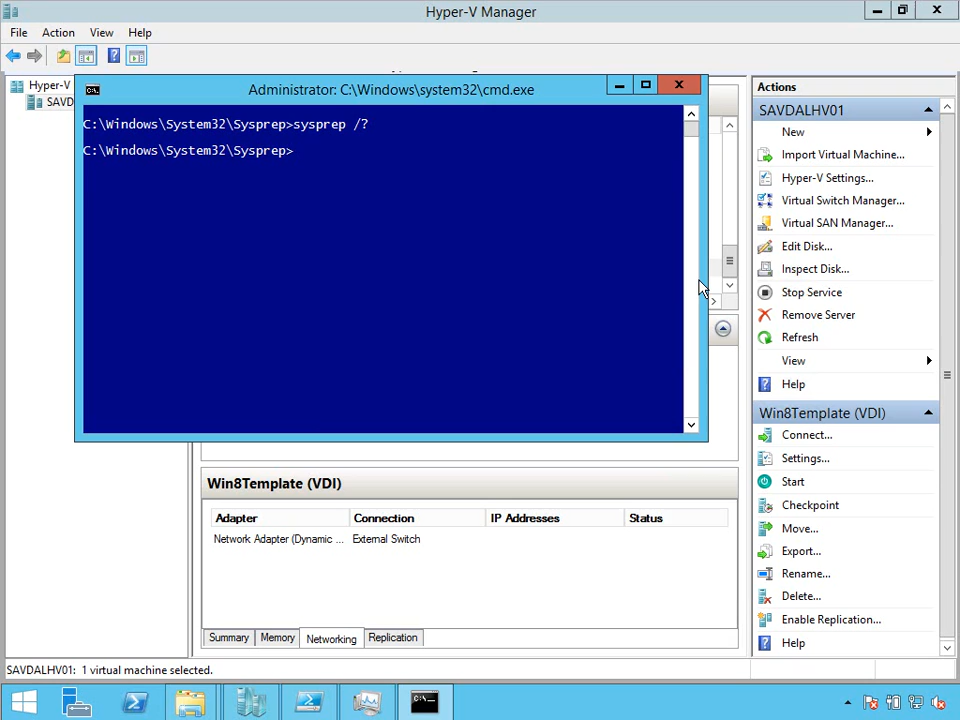 Hyper-V Manager
File Action View Help
Hyper-V
SAVD
Administrator: C:\Windows\system32\cmd.exe
C:\Windows\System32\Sysprep>sysprep /?
C:\Windows\System32\Sysprep>
Win8Template (VDI)
Adapter Connection IP Addresses Status
Network Adapter (Dynamic ... External Switch
Summary Memory Networking Replication
Actions
SAVDALHV01
New
Import Virtual Machine...
Hyper-V Settings...
Virtual Switch Manager...
Virtual SAN Manager...
Edit Disk...
Inspect Disk...
Stop Service
Remove Server
Refresh
View
Help
Win8Template (VDI)
Connect...
Settings...
Start
Checkpoint
Move...
Export...
Rename...
Delete...
Enable Replication...
Help
SAVDALHV01: 1 virtual machine selected.